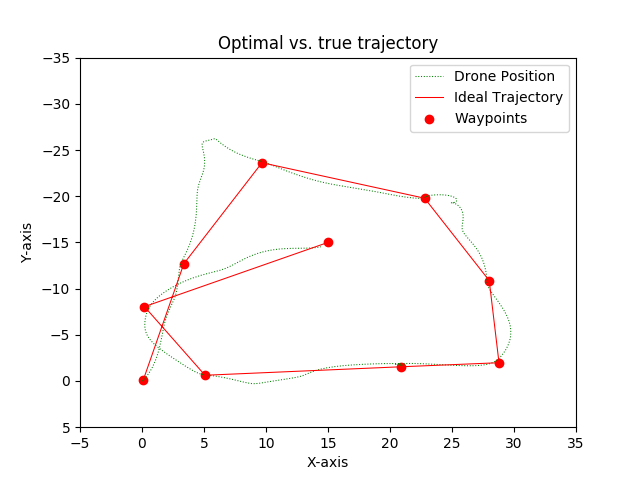 Optimal vs. true trajectory
Drone Position
Ideal Trajectory
Waypoints
Y-axis
−35
−30
−25
−20
−15
−10
−5
0
5
−5 0 5 10 15 20 25 30 35
X-axis